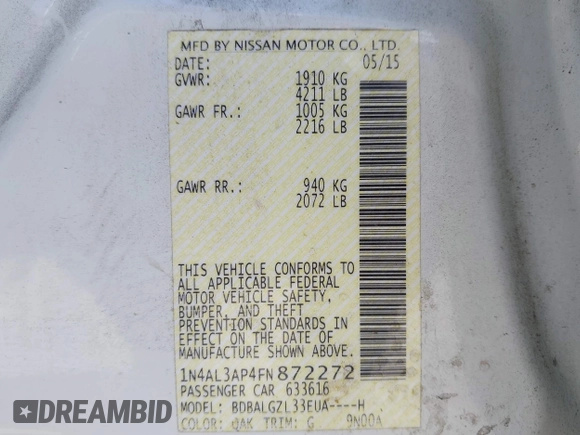 MFD BY NISSAN MOTOR CO., LTD.
DATE: 05/15
GVWR: 1910 KG
4211 LB
GAWR FR.: 1005 KG
2216 LB
GAWR RR.: 940 KG
2072 LB
THIS VEHICLE CONFORMS TO
ALL APPLICABLE FEDERAL
MOTOR VEHICLE SAFETY,
BUMPER, AND THEFT
PREVENTION STANDARDS IN
EFFECT ON THE DATE OF
MANUFACTURE SHOWN ABOVE.
1N4AL3AP4FN872272
PASSENGER CAR 633616
MODEL: BDBALGZL33EUA----H
COLOR: QAK TRIM: G 9N00A
DREAMBID